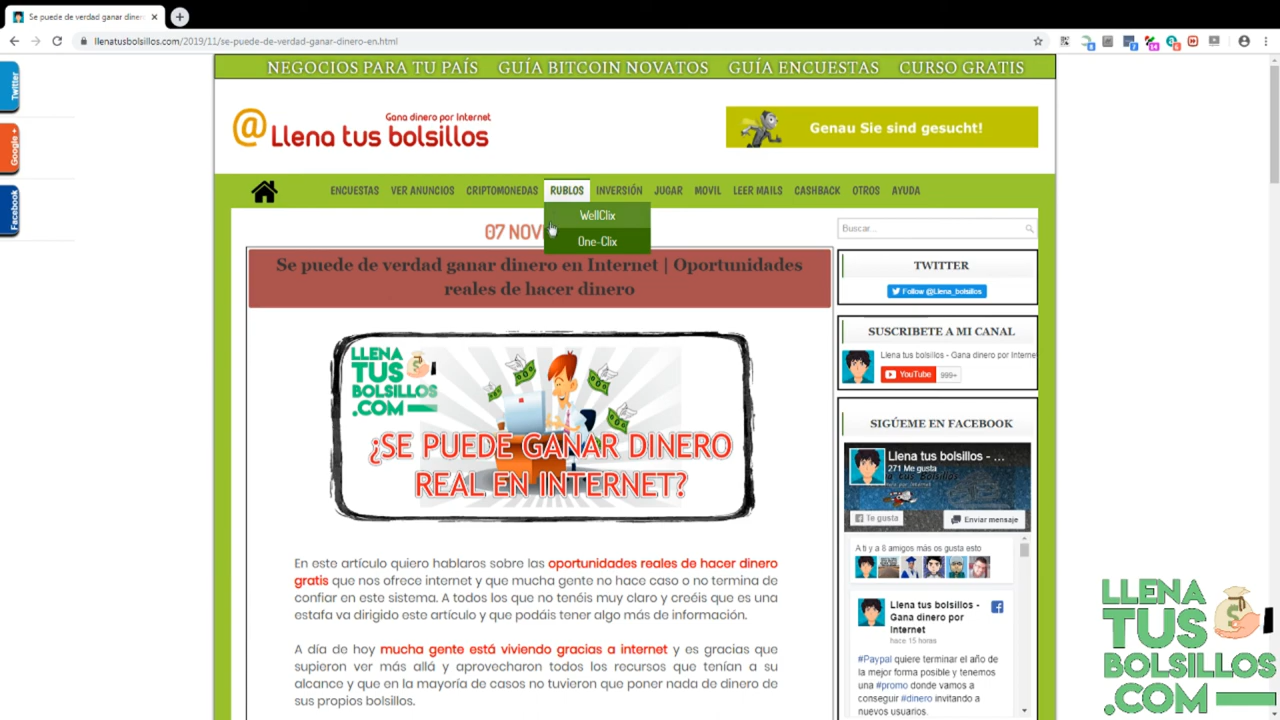 Se puede de verdad ganar diner
llenatusbolsillos.com/2019/11/se-puede-de-verdad-ganar-dinero-en.html
8
7
14
6
Twitter
Google +
Facebook
NEGOCIOS PARA TU PAÍS GUÍA BITCOIN NOVATOS GUÍA ENCUESTAS CURSO GRATIS
Gana dinero por Internet
@Llena tus bolsillos
Genau Sie sind gesucht!
ENCUESTAS VER ANUNCIOS CRIPTOMONEDAS RUBLOS INVERSIÓN JUGAR MOVIL LEER MAILS CASHBACK OTROS AYUDA
WellClix
One-Clix
07 NOV
Se puede de verdad ganar dinero en Internet | Oportunidades
reales de hacer dinero
LLENA
TUS
BOLSILLOS
.COM
¿SE PUEDE GANAR DINERO
REAL EN INTERNET?
En este artículo quiero hablaros sobre las oportunidades reales de hacer dinero
gratis que nos ofrece internet y que mucha gente no hace caso o no termina de
confiar en este sistema. A todos los que no tenéis muy claro y creéis que es una
estafa va dirigido este artículo y que podáis tener algo más de información.
A día de hoy mucha gente está viviendo gracias a internet y es gracias que
supieron ver más allá y aprovecharon todos los recursos que tenían a su
alcance y que en la mayoría de casos no tuvieron que poner nada de dinero de
sus propios bolsillos.
Buscar...
TWITTER
Follow @Llena_bolsillos
SUSCRIBETE A MI CANAL
Llena tus bolsillos - Gana dinero por Interne
YouTube 999+
SIGÚEME EN FACEBOOK
Llena tus bolsillos - ...
271 Me gusta
Te gusta
Enviar mensaje
A ti y a 8 amigos más os gusta esto
Llena tus bolsillos -
Gana dinero por
Internet
hace 15 horas
#Paypal quiere terminar el año de
la mejor forma posible y tenemos
una #promo donde vamos a
conseguir #dinero invitando a
nuevos usuarios.
LLENA
TUS
BOLSILLOS
.COM